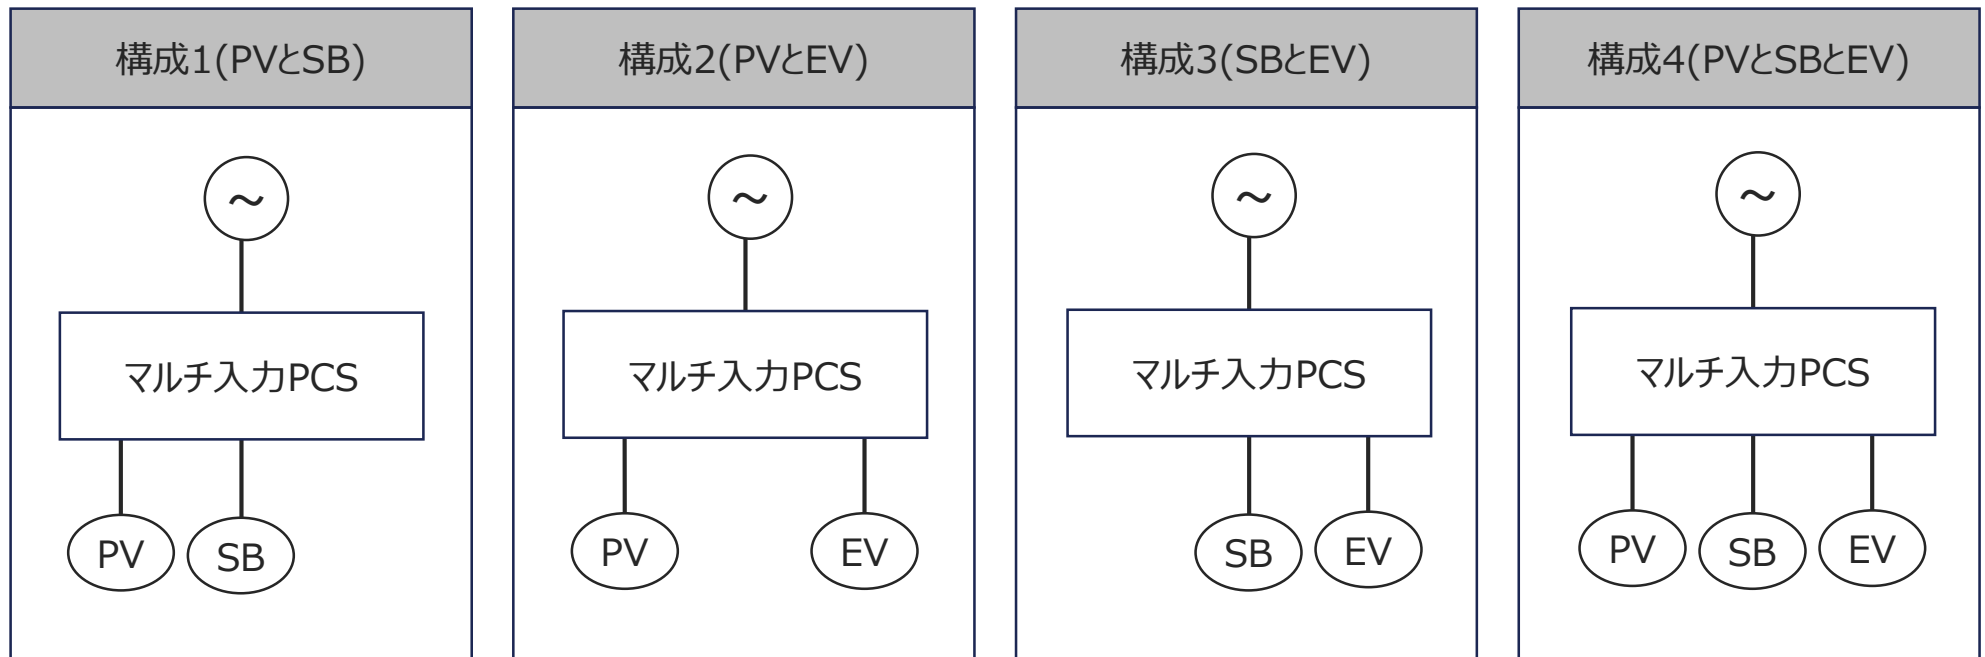 構成1(PVとSB)
構成2(PVとEV)
構成3(SBとEV)
構成4(PVとSBとEV)
~
~
~
~
マルチ入力PCS
マルチ入力PCS
マルチ入力PCS
マルチ入力PCS
PV
SB
PV
EV
SB
EV
PV
SB
EV